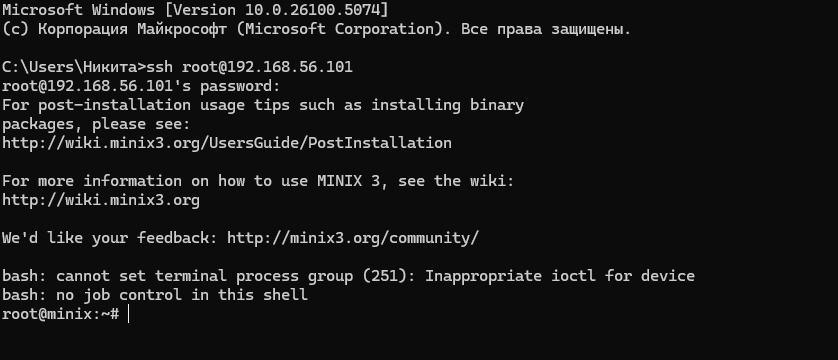 Microsoft Windows [Version 10.0.26100.5074]
(c) Корпорация Майкрософт (Microsoft Corporation). Все права защищены.
C:\Users\Никита>ssh root@192.168.56.101
root@192.168.56.101's password:
For post-installation usage tips such as installing binary
packages, please see:
http://wiki.minix3.org/UsersGuide/PostInstallation
For more information on how to use MINIX 3, see the wiki:
http://wiki.minix3.org
We'd like your feedback: http://minix3.org/community/
bash: cannot set terminal process group (251): Inappropriate ioctl for device
bash: no job control in this shell
root@minix:~#